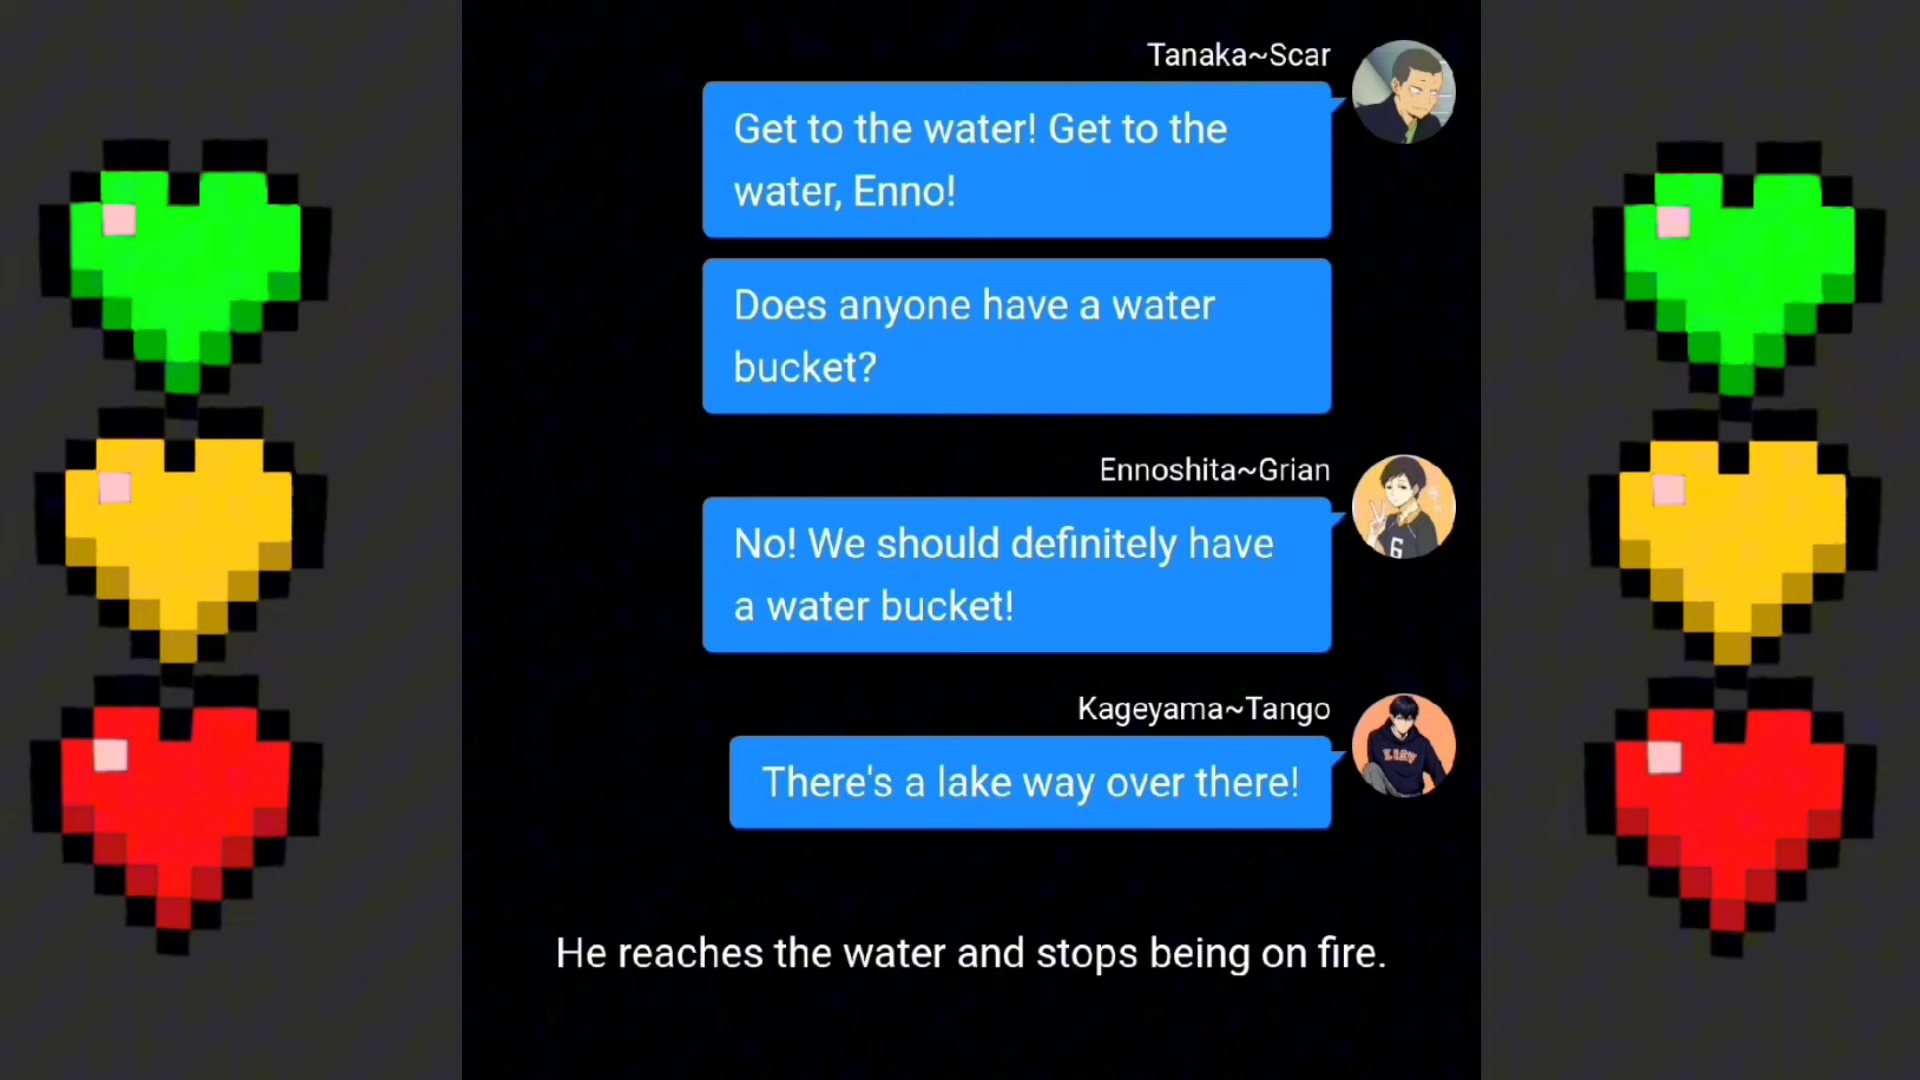 Tanaka~Scar
Get to the water! Get to the
water, Enno!
Does anyone have a water
bucket?
Ennoshita~Grian
No! We should definitely have
a water bucket!
6
Kageyama~Tango
There's a lake way over there!
He reaches the water and stops being on fire.